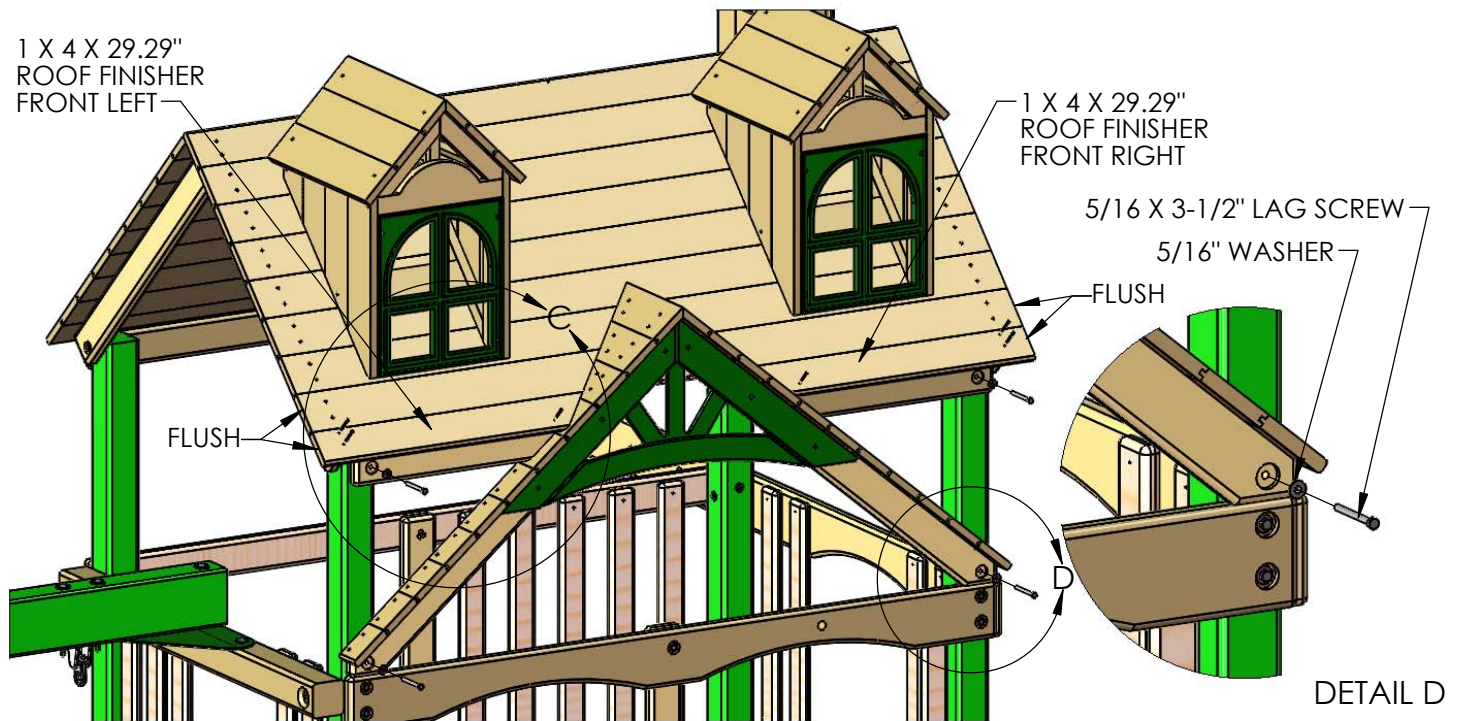 1 X 4 X 29.29"
ROOF FINISHER
FRONT LEFT
1 X 4 X 29.29"
ROOF FINISHER
FRONT RIGHT
5/16 X 3-1/2" LAG SCREW
5/16" WASHER
FLUSH
C
FLUSH
D
DETAIL D